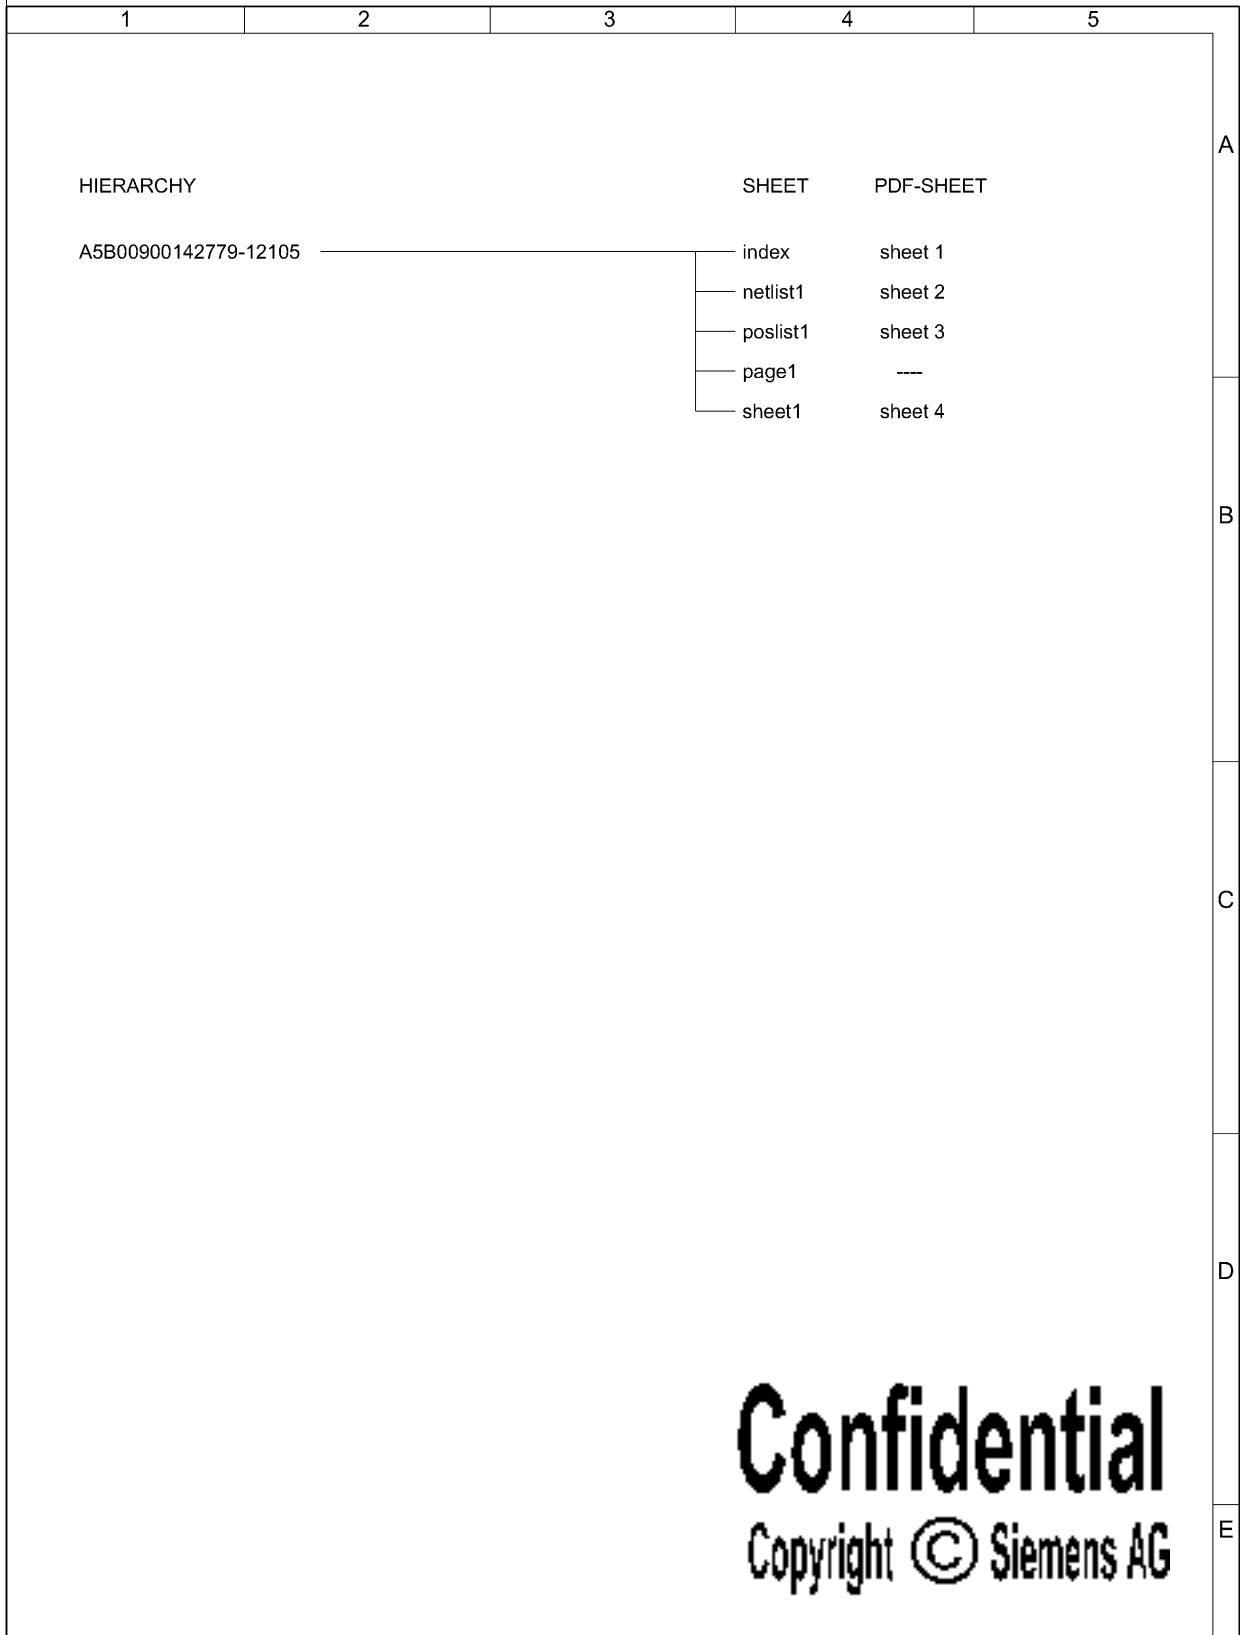 1 2 3 4 5
A
HIERARCHY SHEET PDF-SHEET
A5B00900142779-12105 index sheet 1
netlist1 sheet 2
poslist1 sheet 3
page1 ----
sheet1 sheet 4
B
C
D
Confidential
E
Copyright © Siemens AG